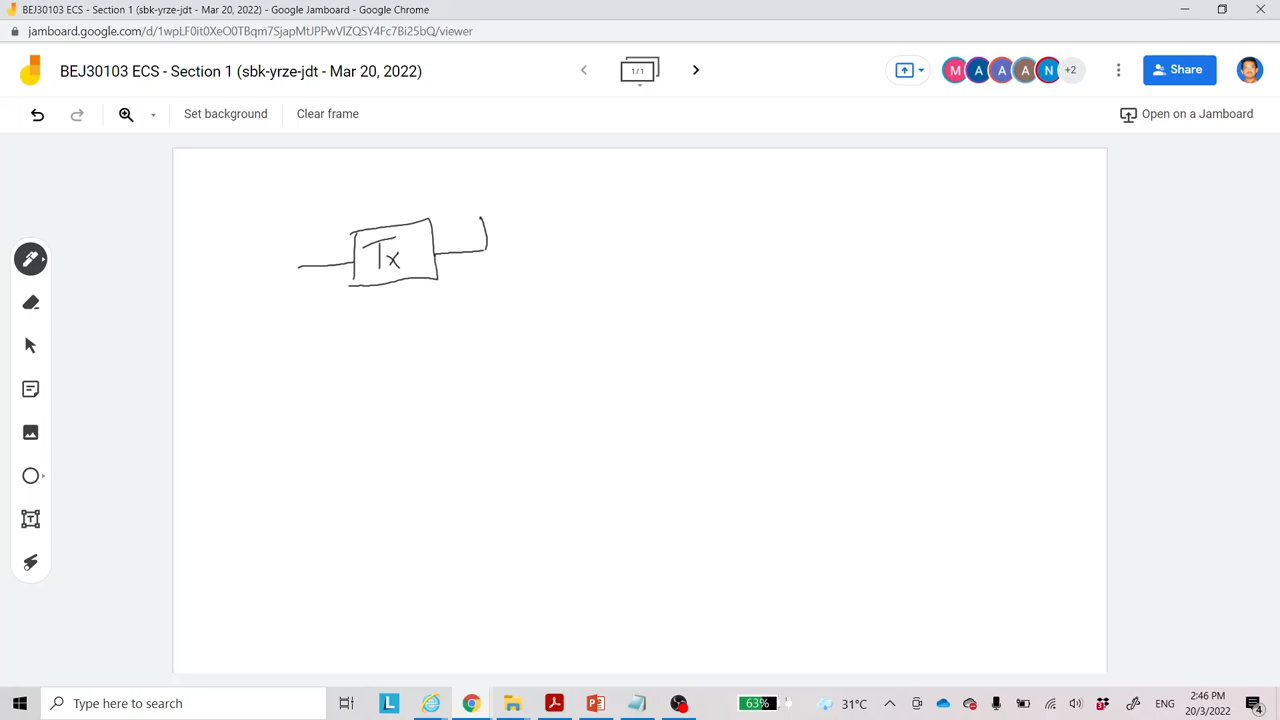 BEJ30103 ECS - Section 1 (sbk-yrze-jdt - Mar 20, 2022) - Google Jamboard - Google Chrome
jamboard.google.com/d/1wpLF0it0XeO0TBqm7SjapMtJPPwVlZQSY4Fc7Bi25bQ/viewer
BEJ30103 ECS - Section 1 (sbk-yrze-jdt - Mar 20, 2022)
1/1
M A A A N +2
Share
Set background
Clear frame
Open on a Jamboard
Tx
Type here to search
L
63%
31°C
ENG
2:46 PM
20/3/2022
4